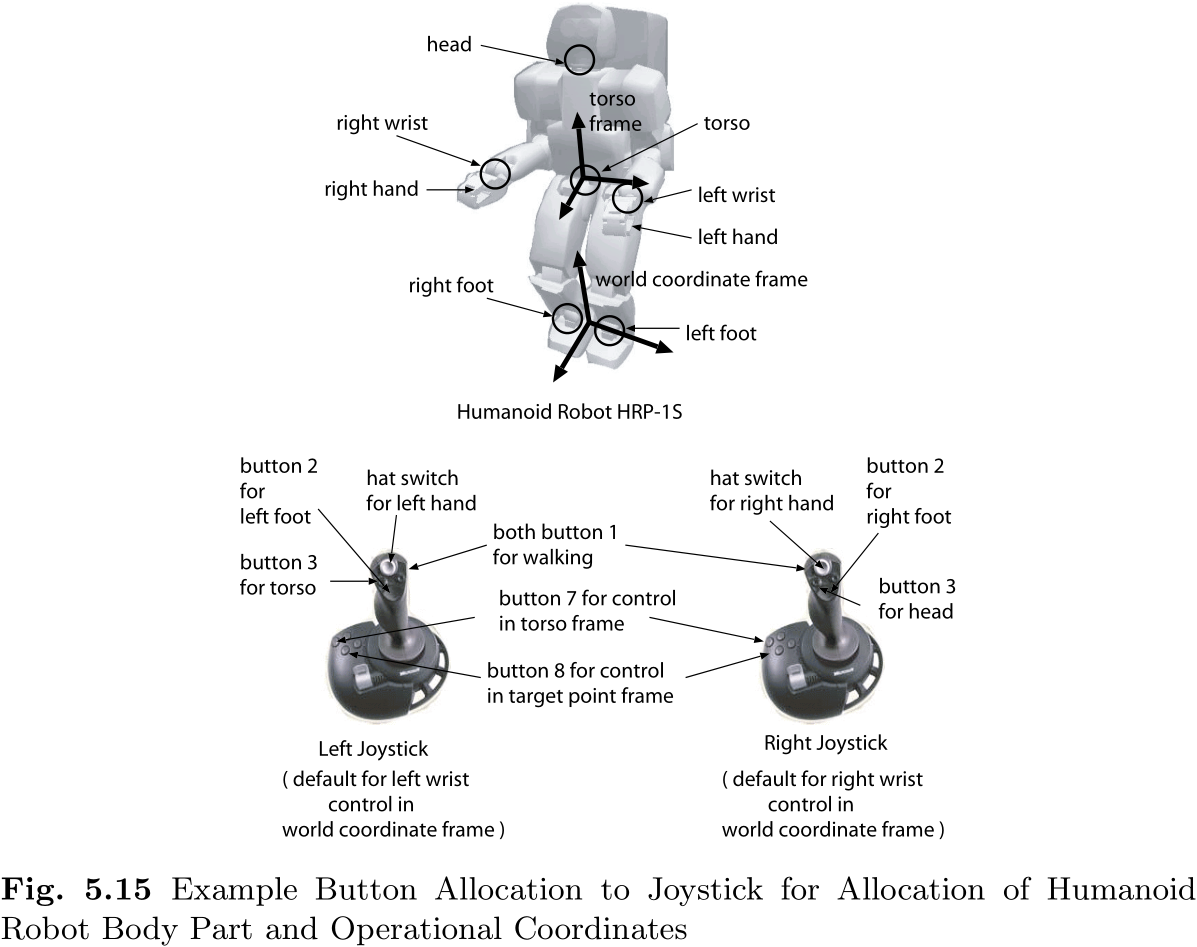 head
torso
frame
torso
right wrist
right hand
left wrist
left hand
world coordinate frame
right foot
left foot
Humanoid Robot HRP-1S
button 2
for
left foot
hat switch
for left hand
hat switch
for right hand
button 2
for
right foot
both button 1
for walking
button 3
for torso
button 3
for head
button 7 for control
in torso frame
button 8 for control
in target point frame
Left Joystick
( default for left wrist
control in
world coordinate frame )
Right Joystick
( default for right wrist
control in
world coordinate frame )
Fig. 5.15 Example Button Allocation to Joystick for Allocation of Humanoid
Robot Body Part and Operational Coordinates